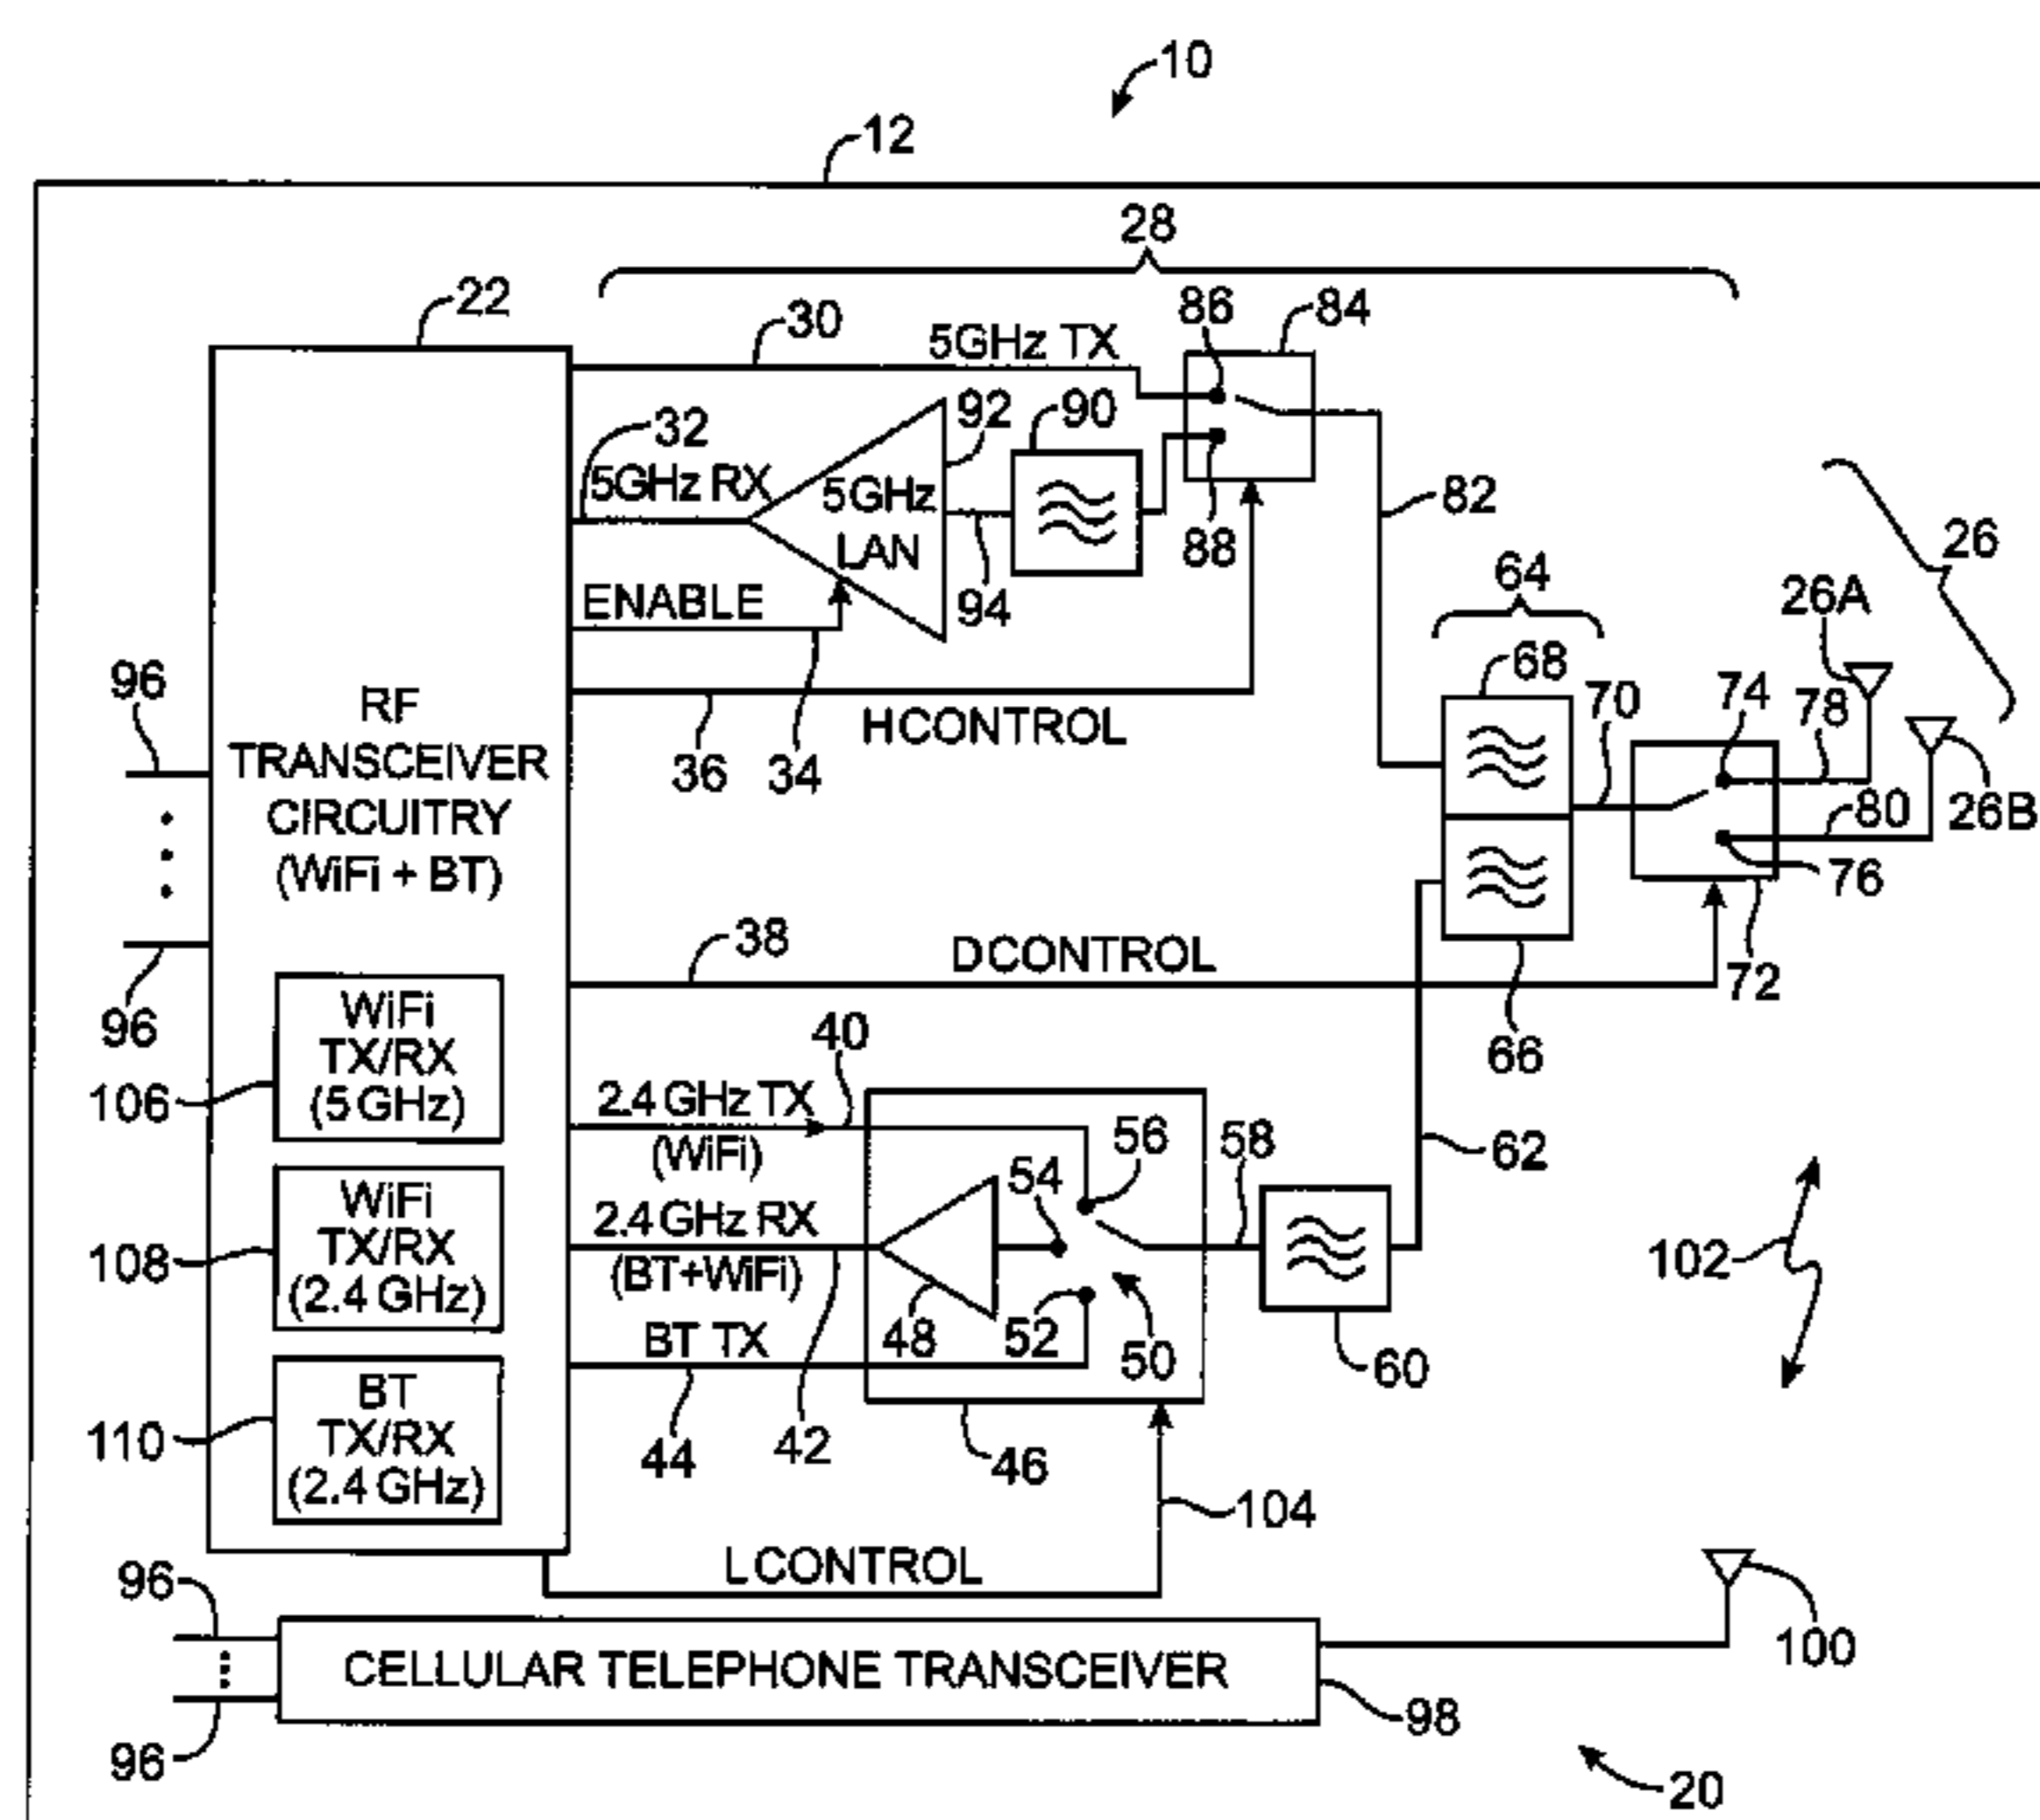 10
12
28
22
30
5GHz TX
86
84
32
92
90
5GHz RX
5GHz
LAN
94
88
82
26
ENABLE
64
26A
96
RF
TRANSCEIVER
CIRCUITRY
(WiFi + BT)
HCONTROL
36
34
68
70
74
78
26B
80
76
38
DCONTROL
72
96
66
WiFi
TX/RX
(5 GHz)
106
40
2.4 GHz TX
(WiFi)
56
58
54
62
WiFi
TX/RX
(2.4 GHz)
108
2.4 GHz RX
(BT+WiFi)
48
52
50
60
102
BT TX
BT
TX/RX
(2.4 GHz)
110
44
42
46
104
LCONTROL
96
CELLULAR TELEPHONE TRANSCEIVER
100
98
96
20